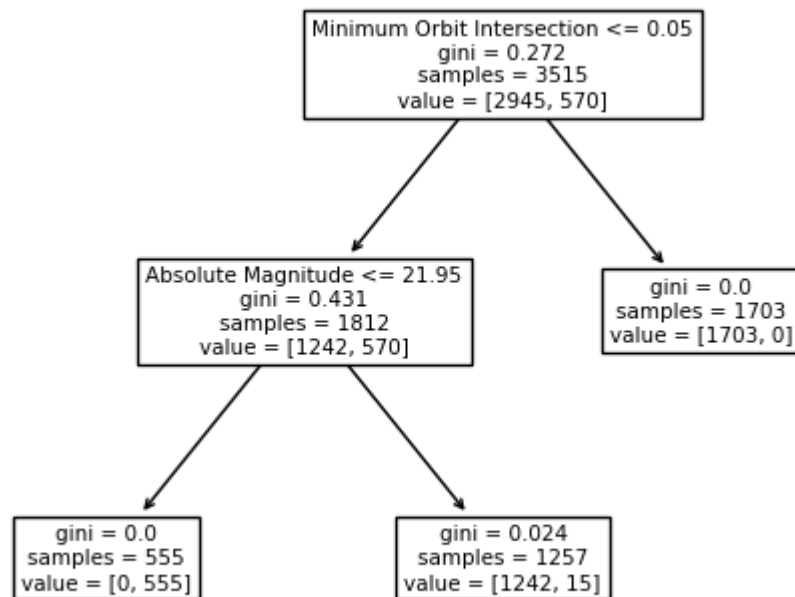 Minimum Orbit Intersection <= 0.05
gini = 0.272
samples = 3515
value = [2945, 570]
Absolute Magnitude <= 21.95
gini = 0.431
samples = 1812
value = [1242, 570]
gini = 0.0
samples = 1703
value = [1703, 0]
gini = 0.0
samples = 555
value = [0, 555]
gini = 0.024
samples = 1257
value = [1242, 15]